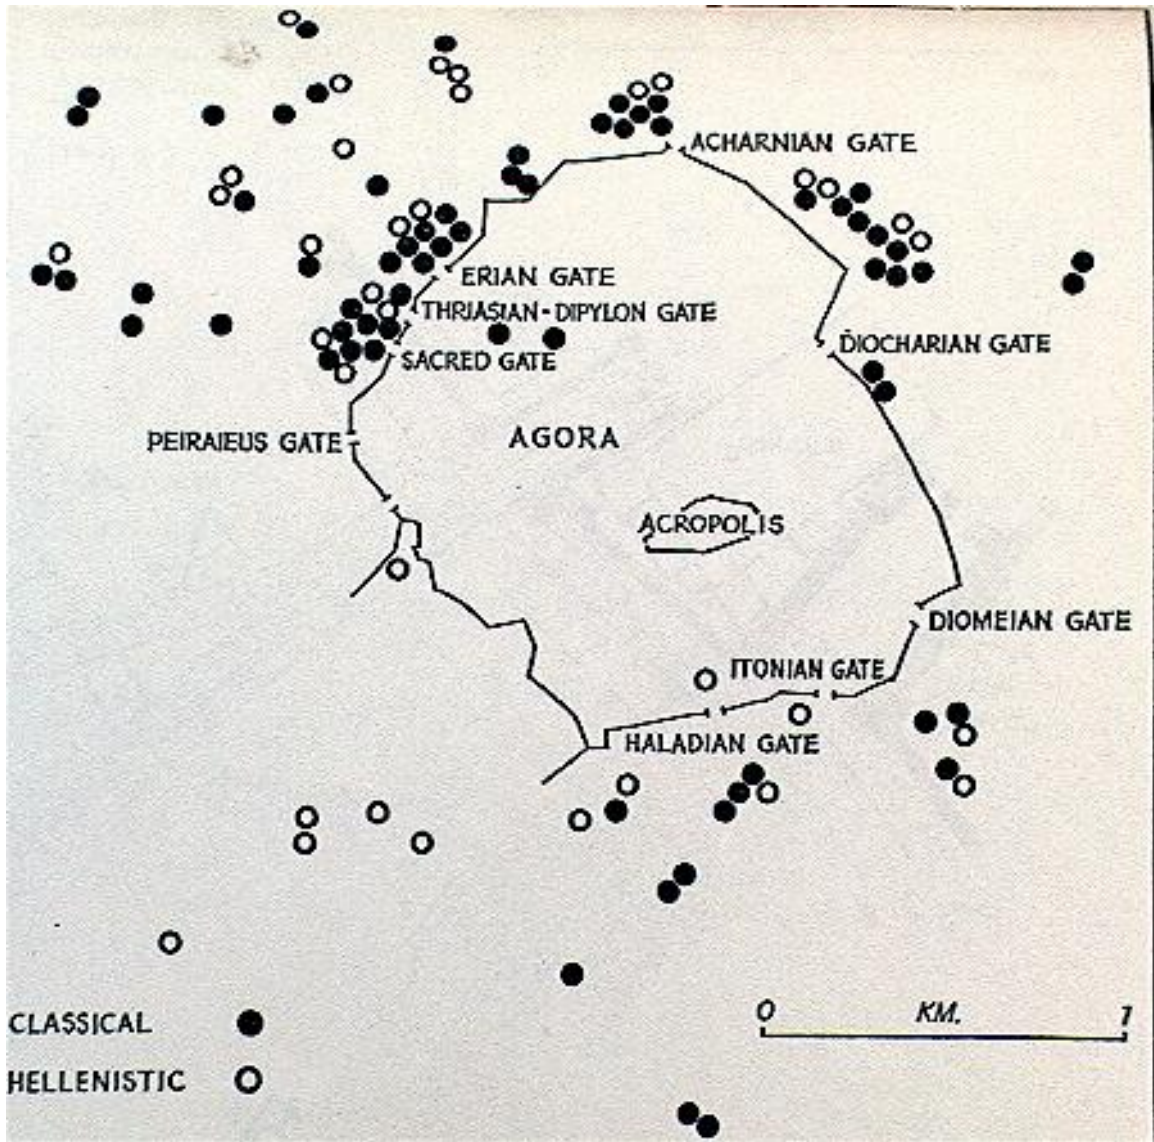 ACHARNIAN GATE
ERIAN GATE
THRIASIAN-DIPYLON GATE
DIOCHARIAN GATE
SACRED GATE
PEIRAIEUS GATE
AGORA
ACROPOLIS
DIOMEIAN GATE
ITONIAN GATE
HALADIAN GATE
0 KM. 1
CLASSICAL
HELLENISTIC